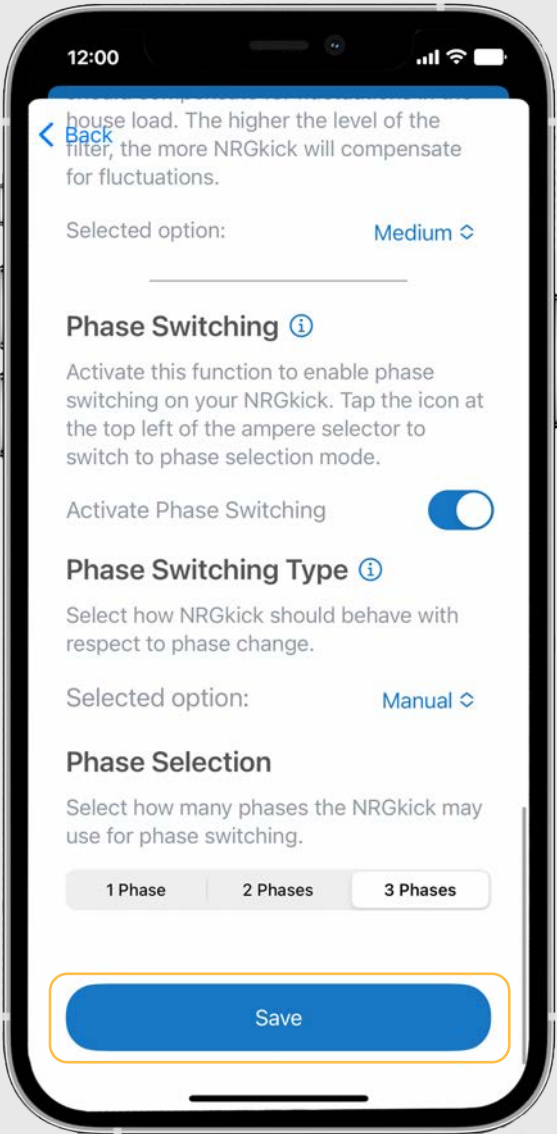 12:00
house load. The higher the level of the
Back
filter, the more NRGkick will compensate
for fluctuations.
Selected option:
Medium
Phase Switching
Activate this function to enable phase
switching on your NRGkick. Tap the icon at
the top left of the ampere selector to
switch to phase selection mode.
Activate Phase Switching
Phase Switching Type
Select how NRGkick should behave with
respect to phase change.
Selected option:
Manual
Phase Selection
Select how many phases the NRGkick may
use for phase switching.
1 Phase
2 Phases
3 Phases
Save